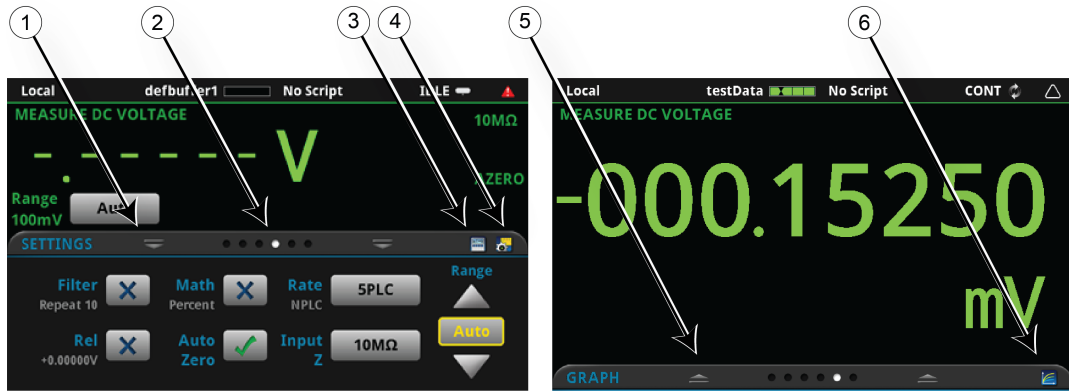 1
2
3
4
5
6
Local defbuffer1 No Script IDLE
MEASURE DC VOLTAGE
10MΩ
-.------ V
AZERO
Range
100mV
Auto
SETTINGS
Filter
Repeat 10
Math
Percent
Rate
NPLC
5PLC
Range
Rel
+0.00000V
Auto
Zero
Input
Z
10MΩ
Auto
Local testData No Script CONT
MEASURE DC VOLTAGE
-000.15250
mV
GRAPH